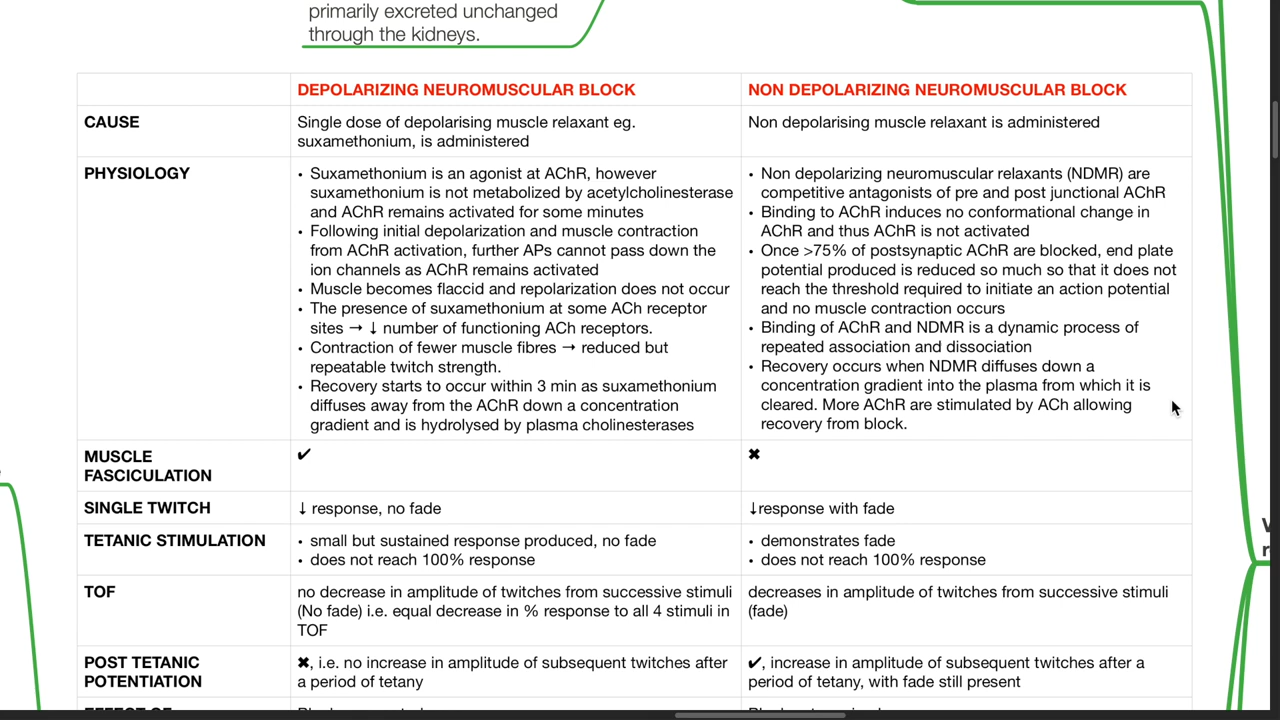 primarily excreted unchanged
through the kidneys.
DEPOLARIZING NEUROMUSCULAR BLOCK
NON DEPOLARIZING NEUROMUSCULAR BLOCK
CAUSE
Single dose of depolarising muscle relaxant eg.
suxamethonium, is administered
Non depolarising muscle relaxant is administered
PHYSIOLOGY
• Suxamethonium is an agonist at AChR, however
suxamethonium is not metabolized by acetylcholinesterase
and AChR remains activated for some minutes
• Following initial depolarization and muscle contraction
from AChR activation, further APs cannot pass down the
ion channels as AChR remains activated
• Muscle becomes flaccid and repolarization does not occur
• The presence of suxamethonium at some ACh receptor
sites → ↓ number of functioning ACh receptors.
• Contraction of fewer muscle fibres → reduced but
repeatable twitch strength.
• Recovery starts to occur within 3 min as suxamethonium
diffuses away from the AChR down a concentration
gradient and is hydrolysed by plasma cholinesterases
• Non depolarizing neuromuscular relaxants (NDMR) are
competitive antagonists of pre and post junctional AChR
• Binding to AChR induces no conformational change in
AChR and thus AChR is not activated
• Once >75% of postsynaptic AChR are blocked, end plate
potential produced is reduced so much so that it does not
reach the threshold required to initiate an action potential
and no muscle contraction occurs
• Binding of AChR and NDMR is a dynamic process of
repeated association and dissociation
• Recovery occurs when NDMR diffuses down a
concentration gradient into the plasma from which it is
cleared. More AChR are stimulated by ACh allowing
recovery from block.
MUSCLE
FASCICULATION
✔
✖
SINGLE TWITCH
↓ response, no fade
↓response with fade
TETANIC STIMULATION
• small but sustained response produced, no fade
• does not reach 100% response
• demonstrates fade
• does not reach 100% response
TOF
no decrease in amplitude of twitches from successive stimuli
(No fade) i.e. equal decrease in % response to all 4 stimuli in
TOF
decreases in amplitude of twitches from successive stimuli
(fade)
POST TETANIC
POTENTIATION
✖, i.e. no increase in amplitude of subsequent twitches after
a period of tetany
✔, increase in amplitude of subsequent twitches after a
period of tetany, with fade still present